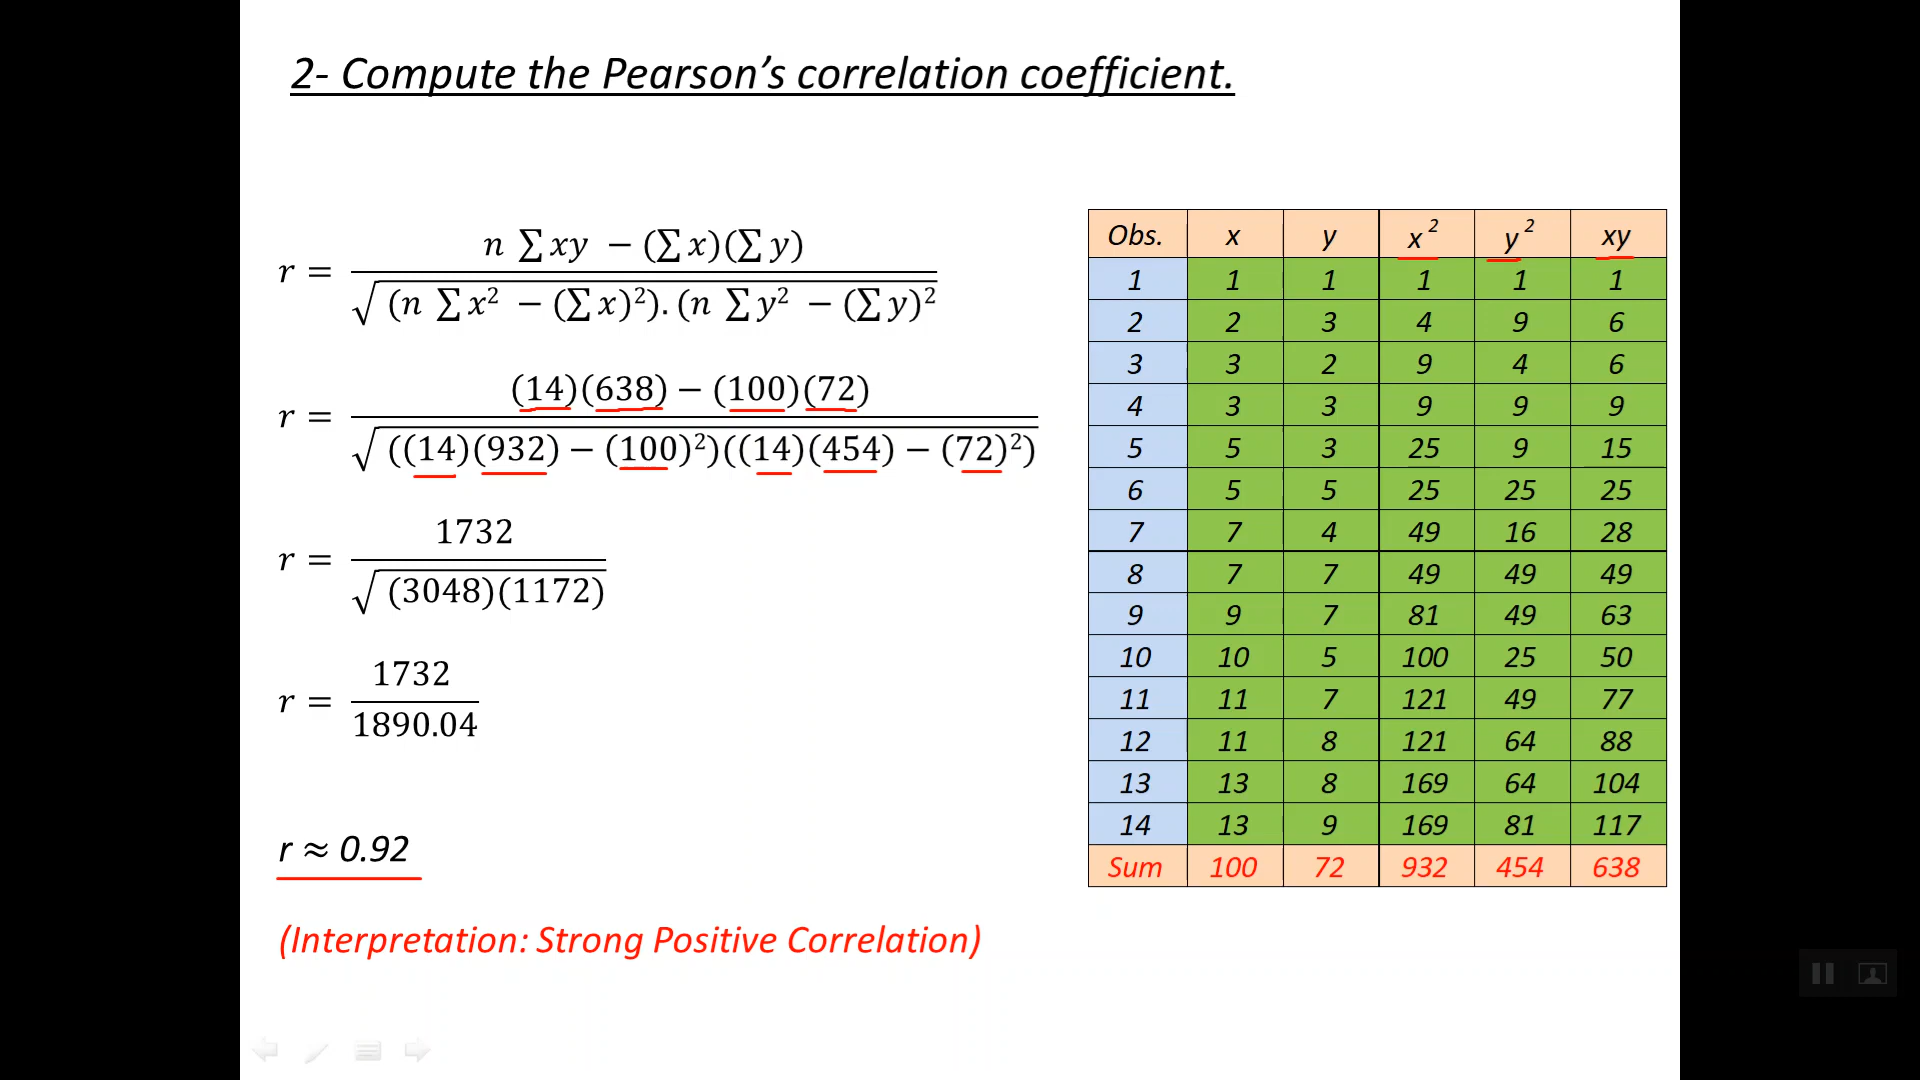 2- Compute the Pearson’s correlation coefficient.
r = n ∑xy − (∑x)(∑y) / √(n ∑x² − (∑x)²).(n ∑y² − (∑y)²
r = (14)(638) − (100)(72) / √((14)(932) − (100)²)((14)(454) − (72)²)
r = 1732 / √(3048)(1172)
r = 1732 / 1890.04
r ≈ 0.92
(Interpretation: Strong Positive Correlation)
Obs. x y x² y² xy
1 1 1 1 1 1
2 2 3 4 9 6
3 3 2 9 4 6
4 3 3 9 9 9
5 5 3 25 9 15
6 5 5 25 25 25
7 7 4 49 16 28
8 7 7 49 49 49
9 9 7 81 49 63
10 10 5 100 25 50
11 11 7 121 49 77
12 11 8 121 64 88
13 13 8 169 64 104
14 13 9 169 81 117
Sum 100 72 932 454 638